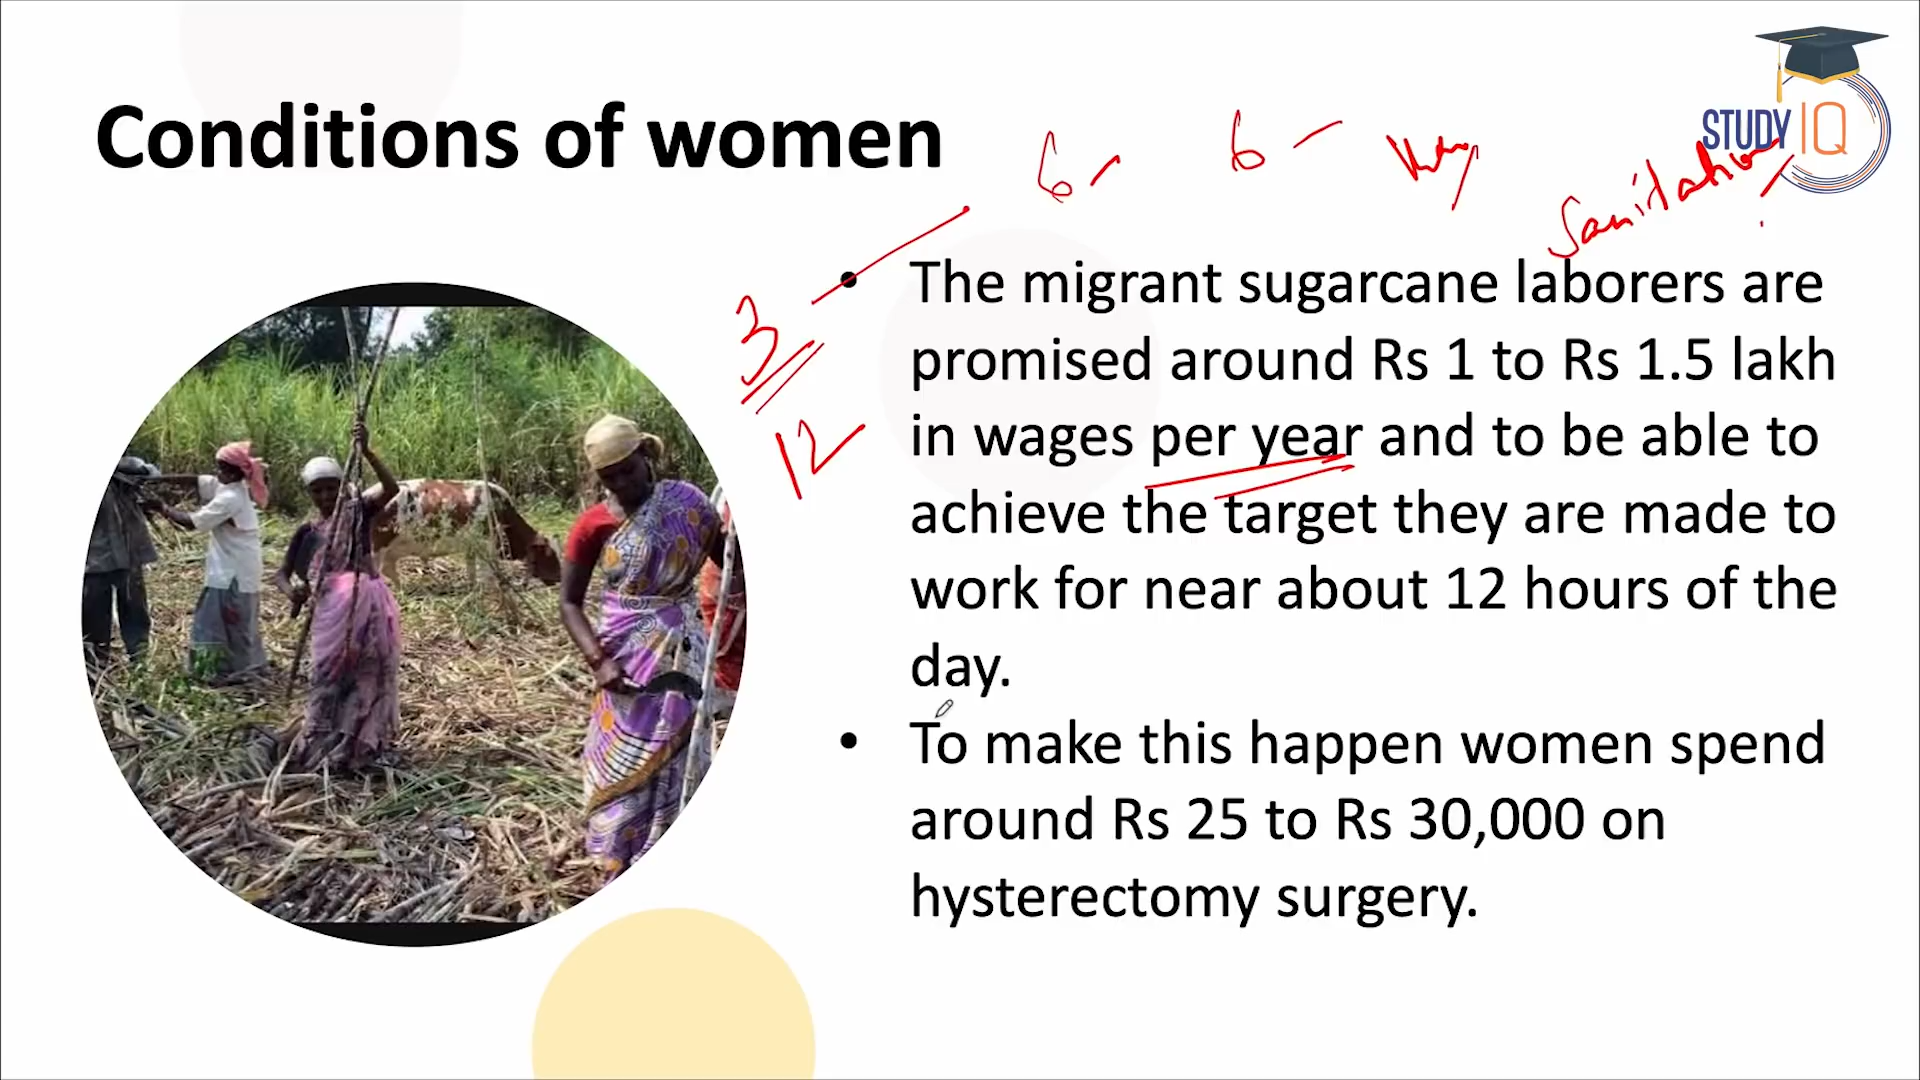 STUDY IQ
Conditions of women
6 -
6 -
Sanitation
3
12
• The migrant sugarcane laborers are
promised around Rs 1 to Rs 1.5 lakh
in wages per year and to be able to
achieve the target they are made to
work for near about 12 hours of the
day.
• To make this happen women spend
around Rs 25 to Rs 30,000 on
hysterectomy surgery.